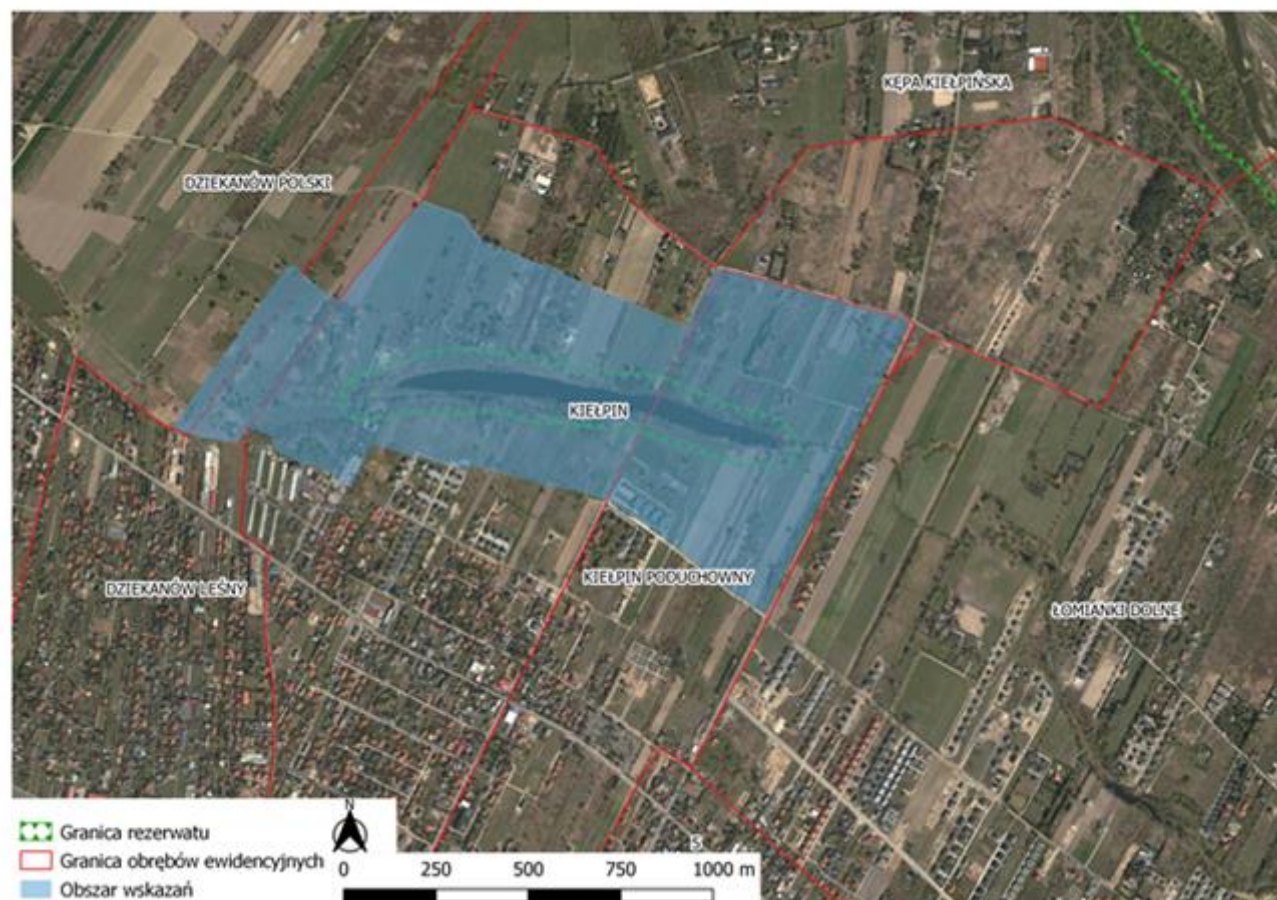 KĘPA KIEŁPIŃSKA
DZIEKANÓW POLSKI
KIEŁPIN
KIEŁPIN PODUCHOWNY
DZIEKANÓW LEŚNY
ŁOMIANKI DOLNE
Granica rezerwatu
Granica obrębów ewidencyjnych
Obszar wskazań
N
S
0 250 500 750 1000 m